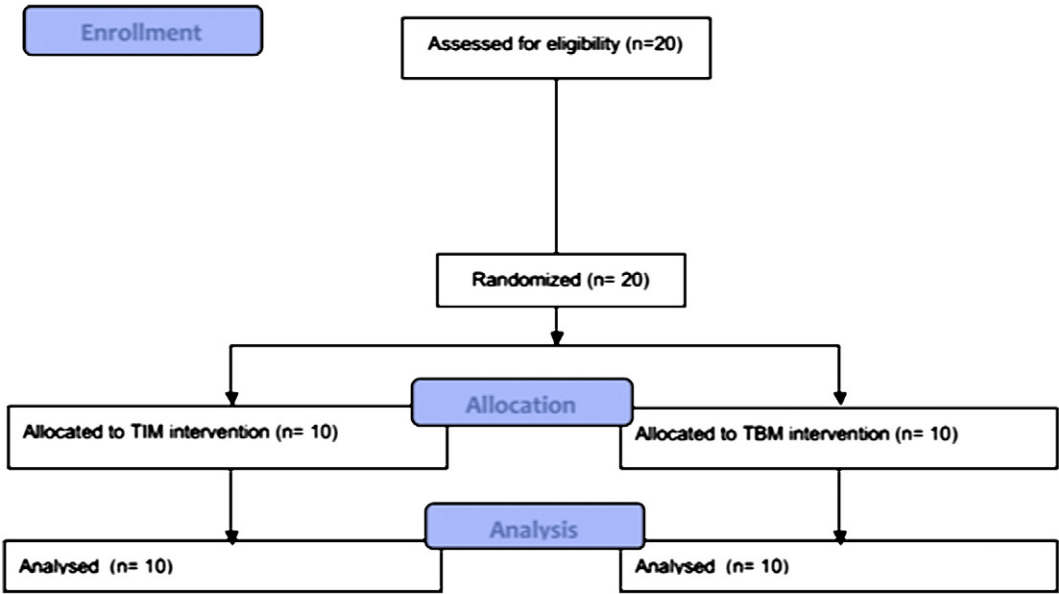 Enrollment
Assessed for eligibility (n=20)
Randomized (n= 20)
Allocation
Allocated to TIM intervention (n= 10)
Allocated to TBM intervention (n= 10)
Analysis
Analysed (n= 10)
Analysed (n= 10)